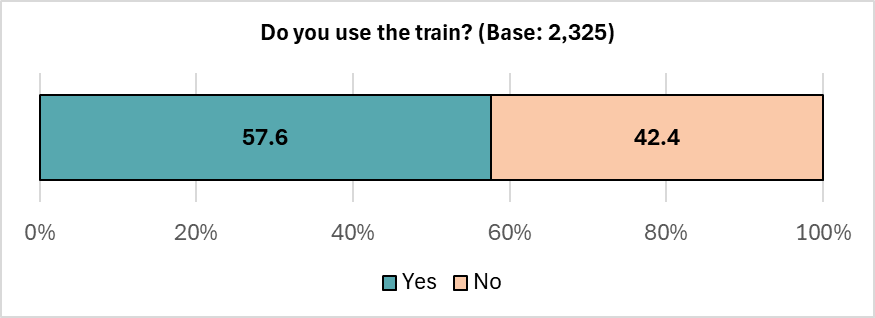 Do you use the train? (Base: 2,325)
57.6 42.4
0% 20% 40% 60% 80% 100%
Yes No